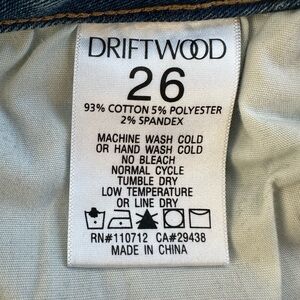 DRIFTWOOD
26
93% COTTON 5% POLYESTER
2% SPANDEX
MACHINE WASH COLD
OR HAND WASH COLD
NO BLEACH
NORMAL CYCLE
TUMBLE DRY
LOW TEMPERATURE
OR LINE DRY
RN#110712 CA#29438
MADE IN CHINA